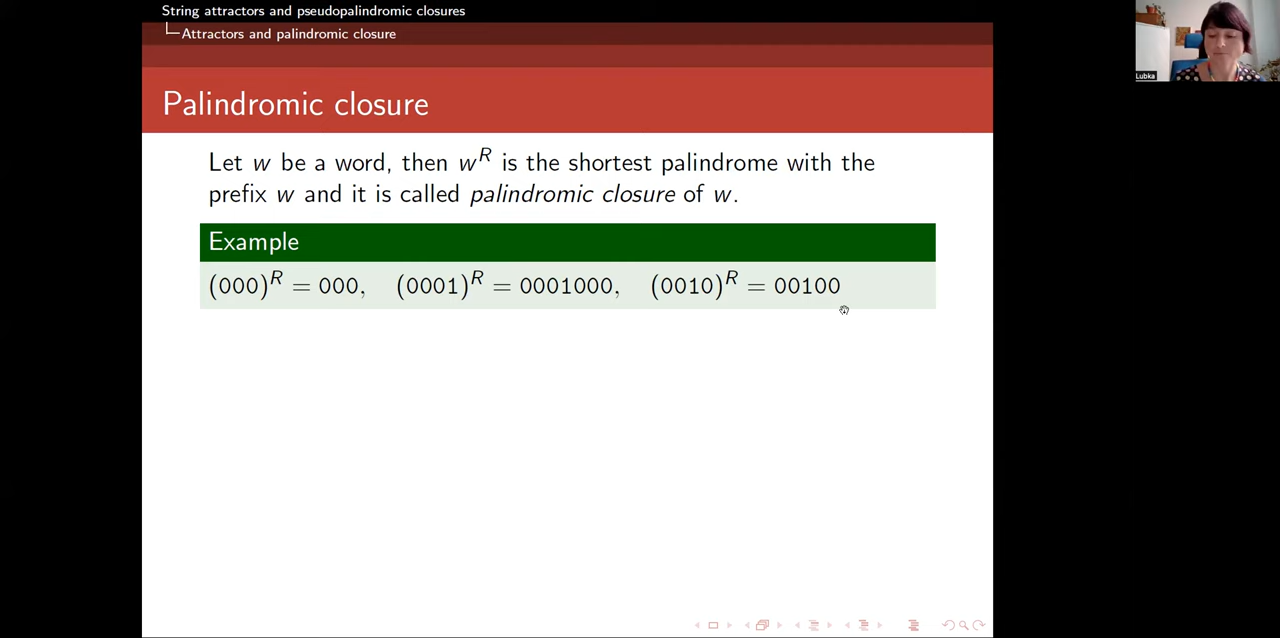 String attractors and pseudopalindromic closures
Attractors and palindromic closure
Lubka
Palindromic closure
Let w be a word, then w^R is the shortest palindrome with the
prefix w and it is called palindromic closure of w.
Example
(000)^R = 000, (0001)^R = 0001000, (0010)^R = 00100